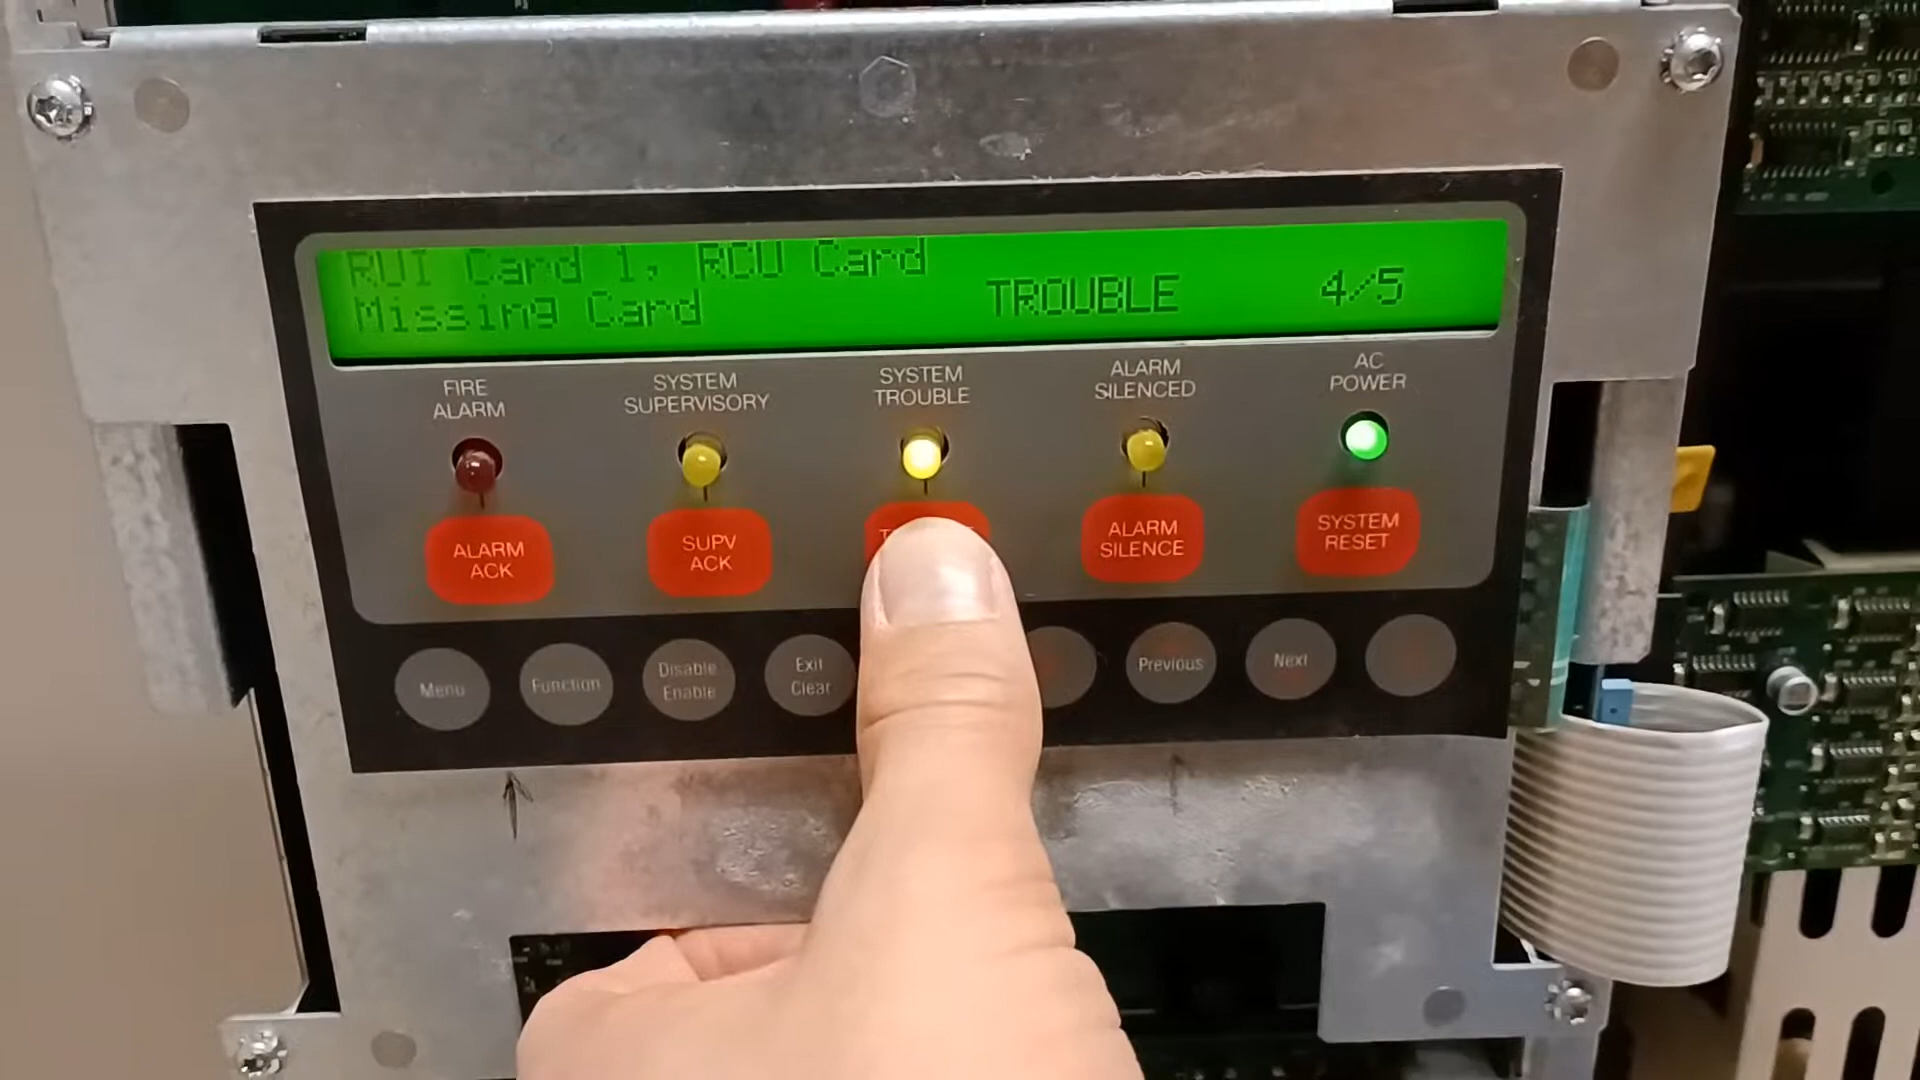 RUI Card 1, RCU Card
Missing Card TROUBLE 4/5
FIRE
ALARM
SYSTEM
SUPERVISORY
SYSTEM
TROUBLE
ALARM
SILENCED
AC
POWER
ALARM
ACK
SUPV
ACK
ALARM
SILENCE
SYSTEM
RESET
Menu
Function
Disable
Enable
Exit
Clear
Previous
Next